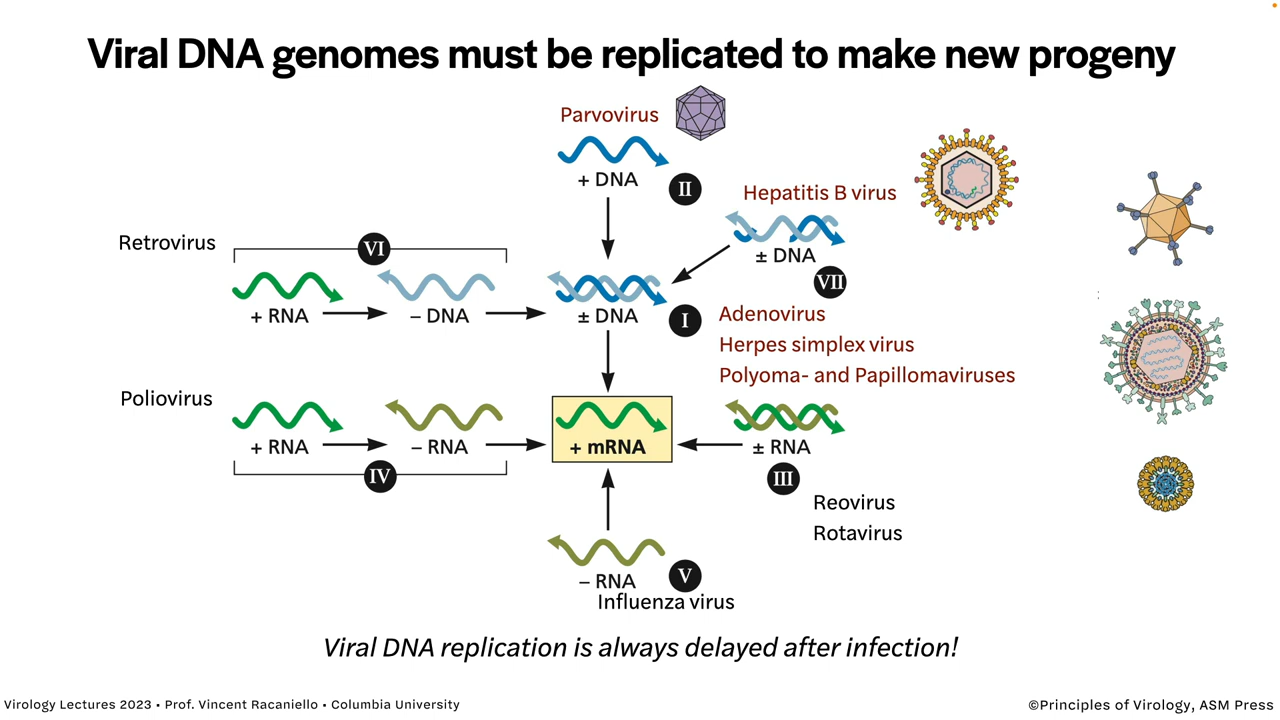 Viral DNA genomes must be replicated to make new progeny
Parvovirus
+ DNA
II
Hepatitis B virus
± DNA
VII
Retrovirus
VI
+ RNA
– DNA
± DNA
I
Adenovirus
Herpes simplex virus
Polyoma- and Papillomaviruses
Poliovirus
+ RNA
– RNA
IV
+ mRNA
± RNA
III
Reovirus
Rotavirus
– RNA
V
Influenza virus
Viral DNA replication is always delayed after infection!
Virology Lectures 2023 • Prof. Vincent Racaniello • Columbia University
©Principles of Virology, ASM Press